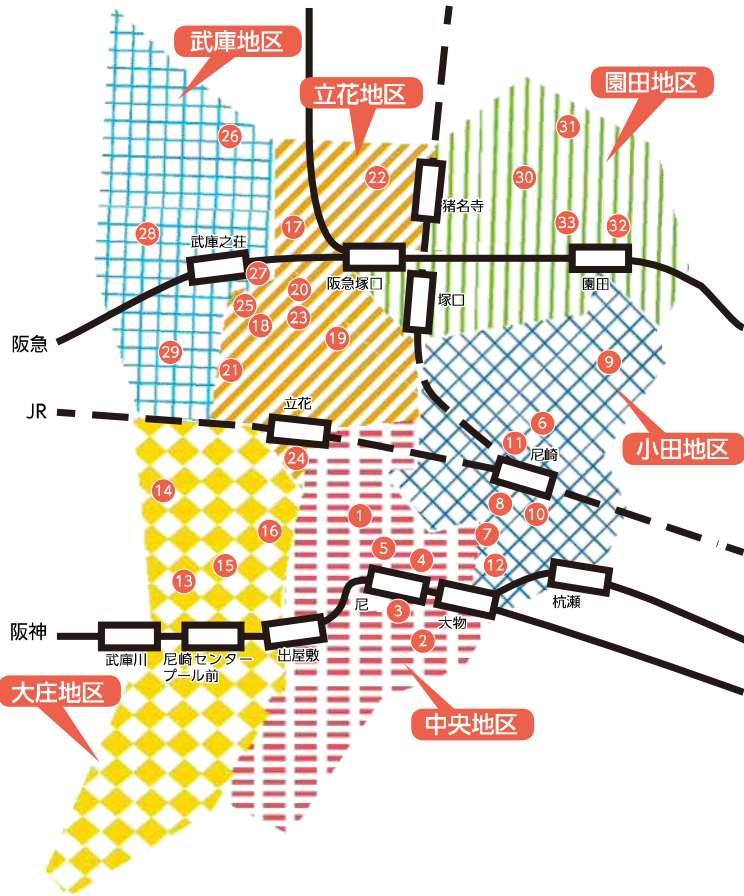 武庫地区
立花地区
園田地区
26
31
22
30
猪名寺
17
33
32
28
武庫之荘
27
阪急塚口
園田
20
塚口
25
18
23
19
阪急
29
9
21
立花
JR
6
11
小田地区
尼崎
24
14
8
10
1
16
7
5
4
12
15
13
尼
3
大物
杭瀬
阪神
2
武庫川
尼崎センター
プール前
出屋敷
大庄地区
中央地区